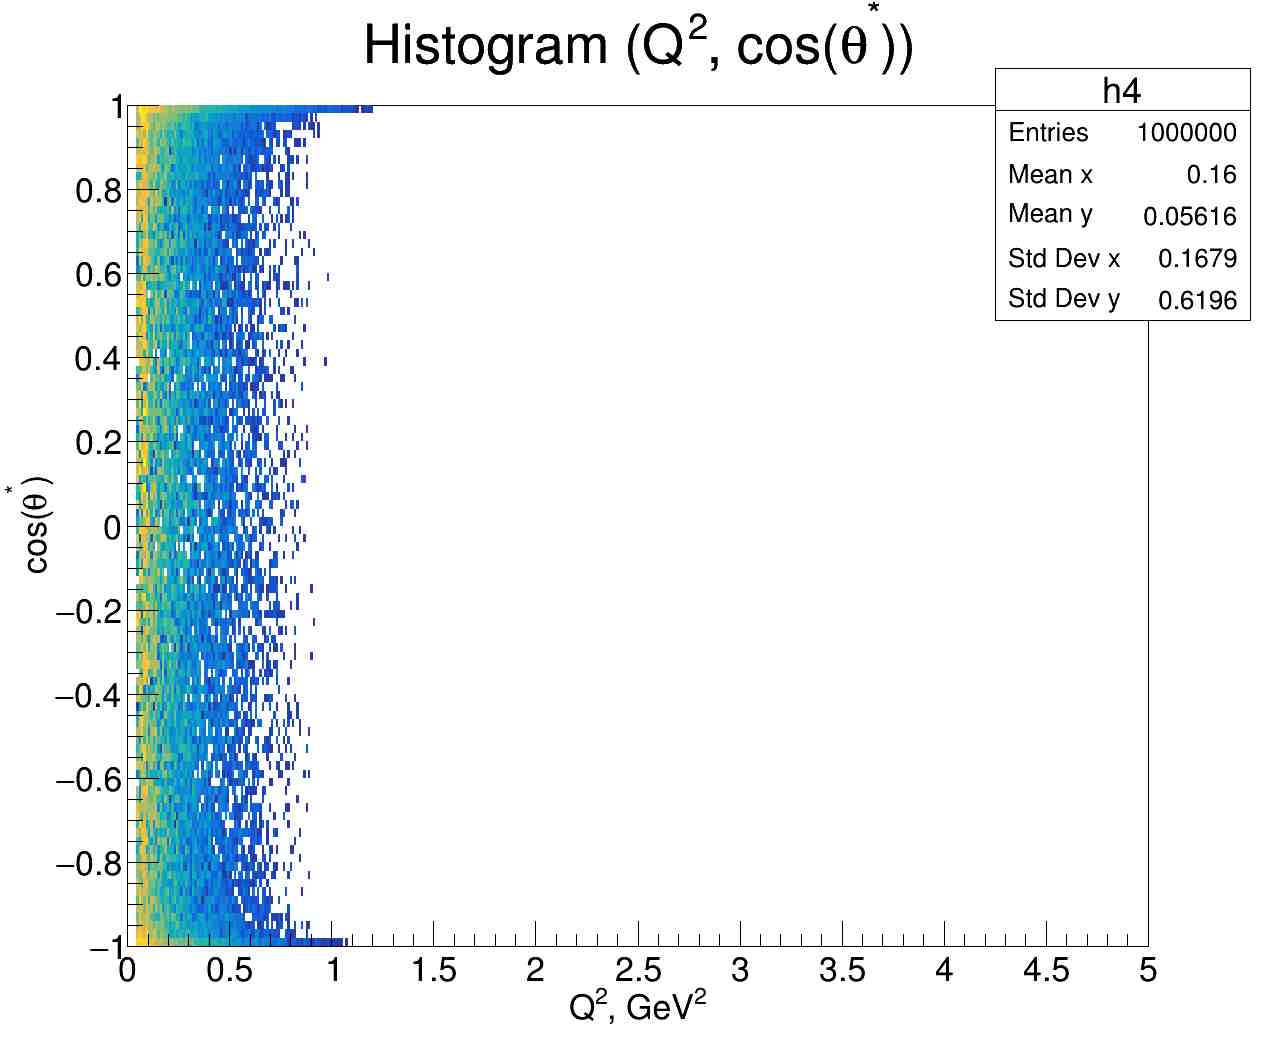 Histogram (Q², cos(θ*))
h4
Entries 1000000
Mean x 0.16
Mean y 0.05616
Std Dev x 0.1679
Std Dev y 0.6196
cos(θ*)
1
0.8
0.6
0.4
0.2
0
−0.2
−0.4
−0.6
−0.8
−1
0 0.5 1 1.5 2 2.5 3 3.5 4 4.5 5
Q², GeV²